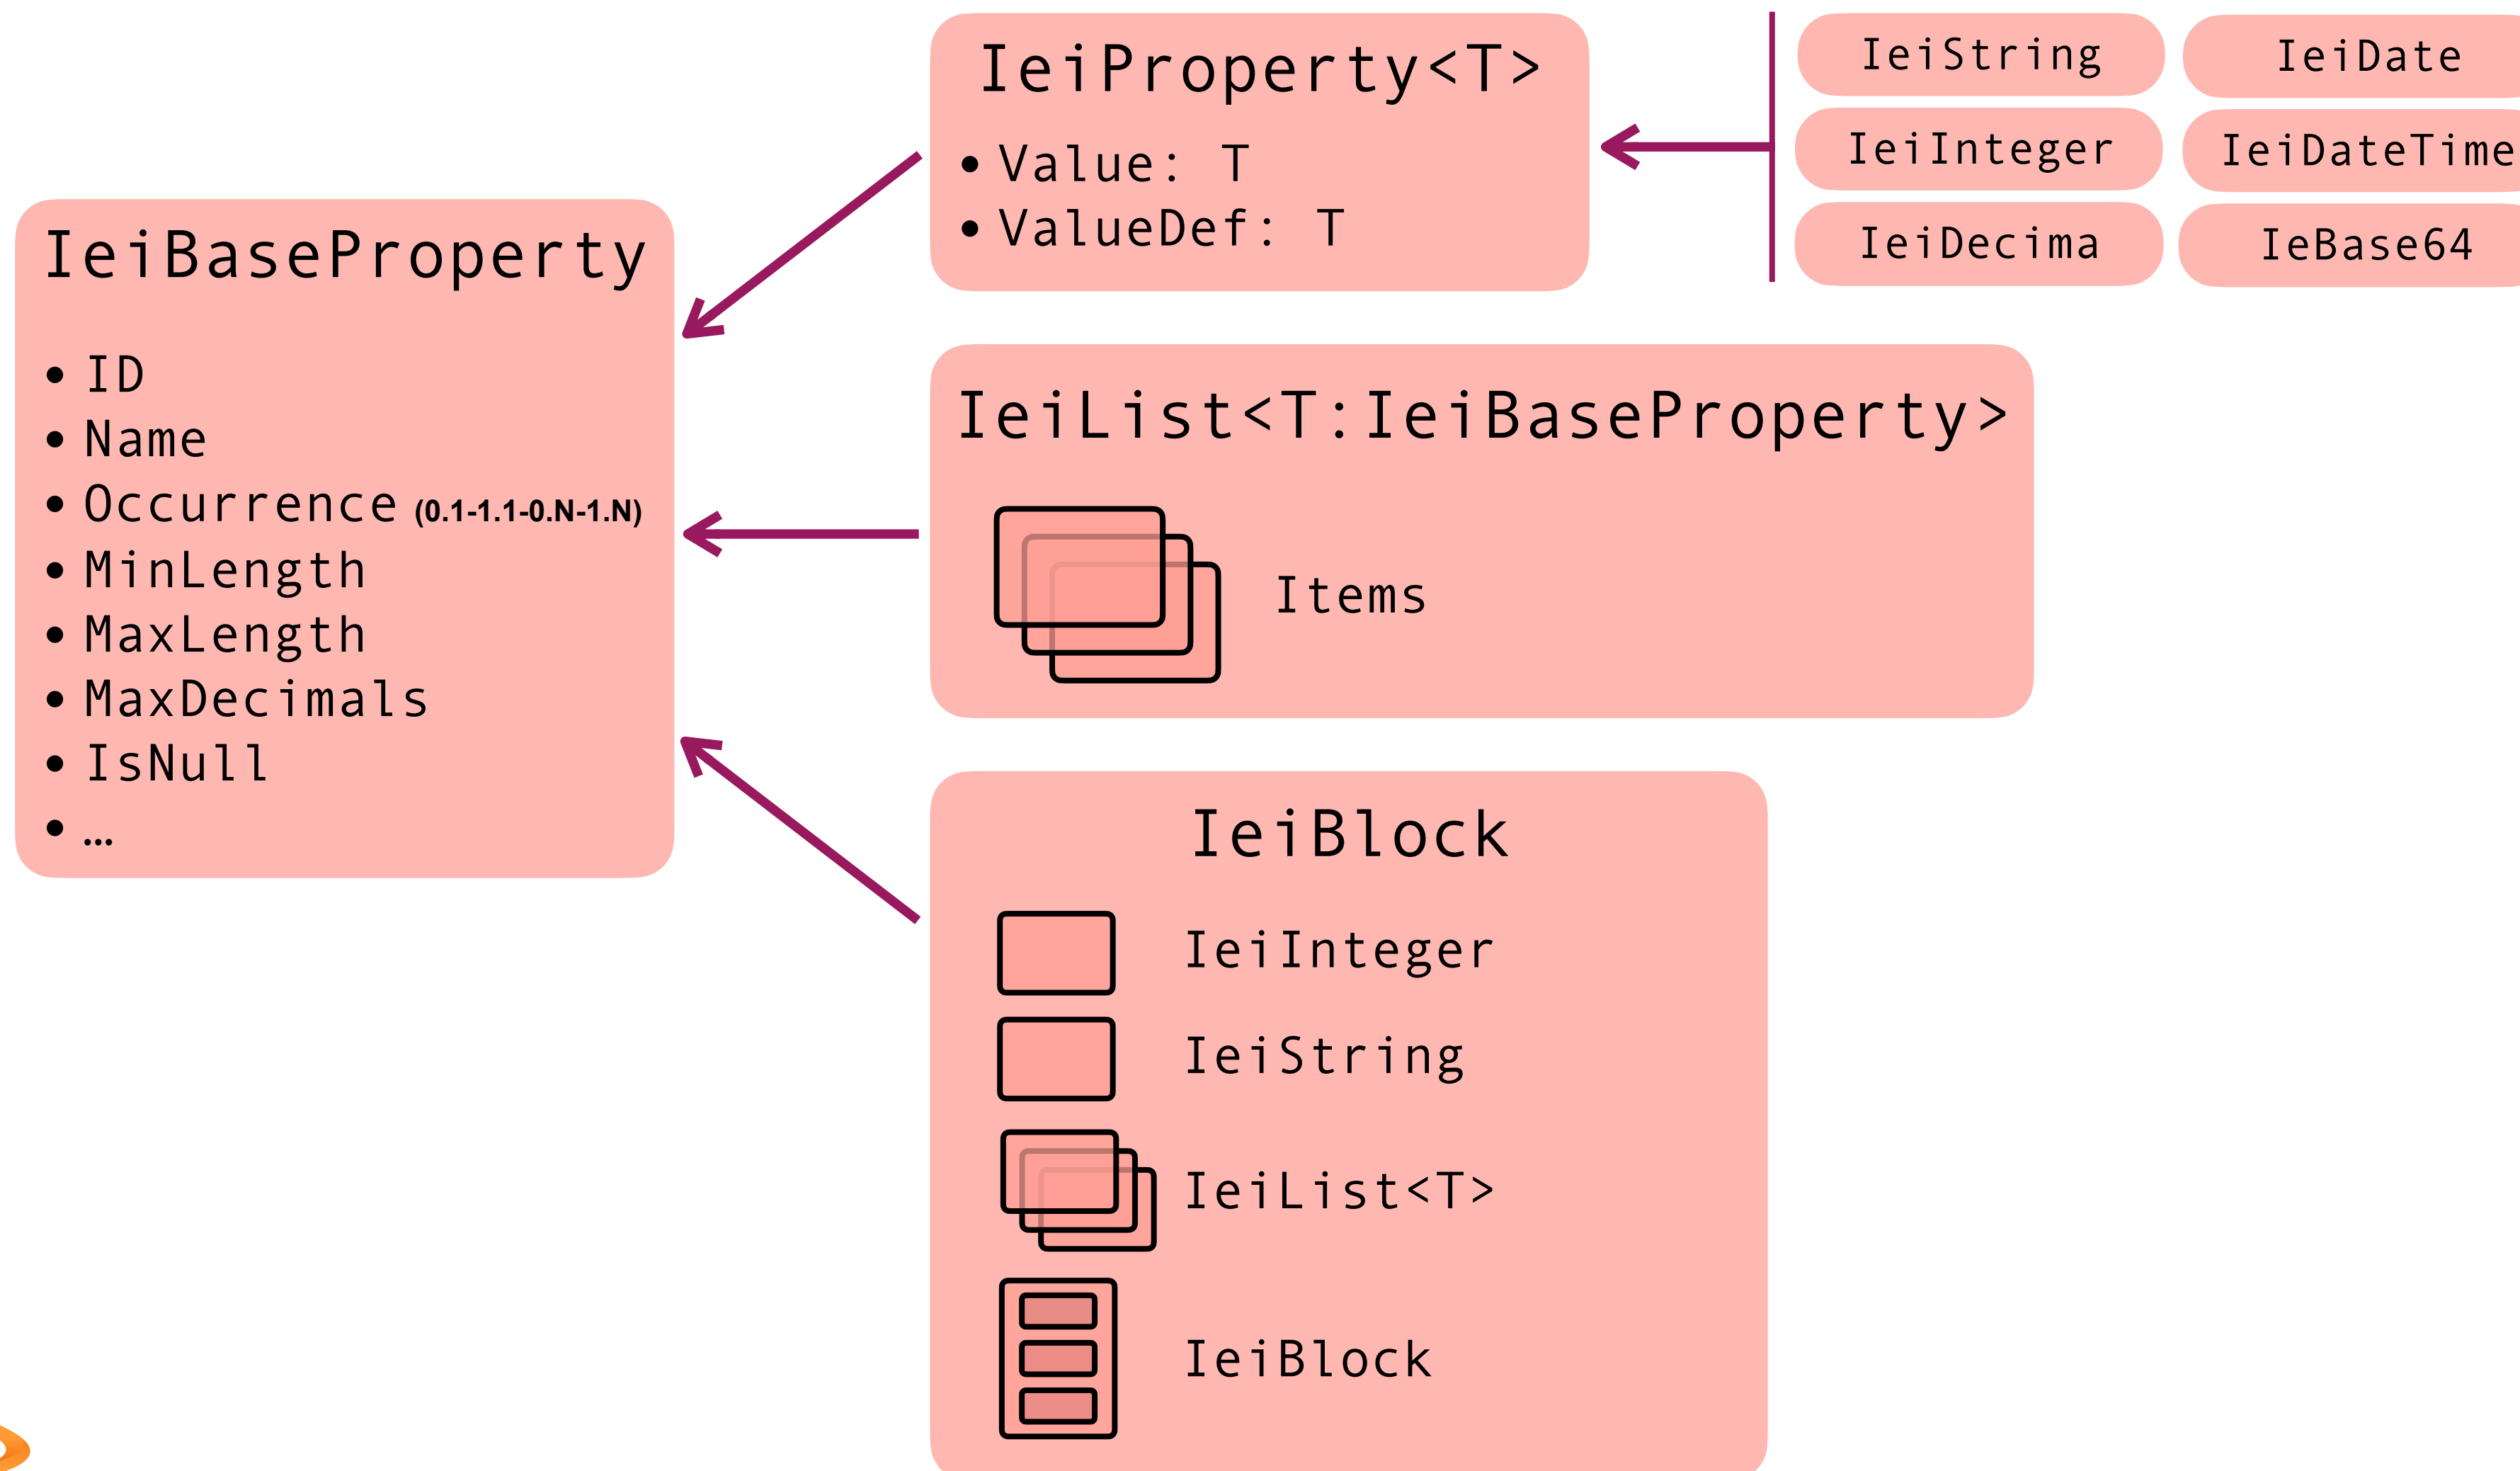 IeiBaseProperty
• ID
• Name
• Occurrence (0.1-1.1-0.N-1.N)
• MinLength
• MaxLength
• MaxDecimals
• IsNull
• …
IeiProperty<T>
• Value: T
• ValueDef: T
IeiString
IeiDate
IeiInteger
IeiDateTime
IeiDecima
IeBase64
IeiList<T:IeiBaseProperty>
Items
IeiBlock
IeiInteger
IeiString
IeiList<T>
IeiBlock